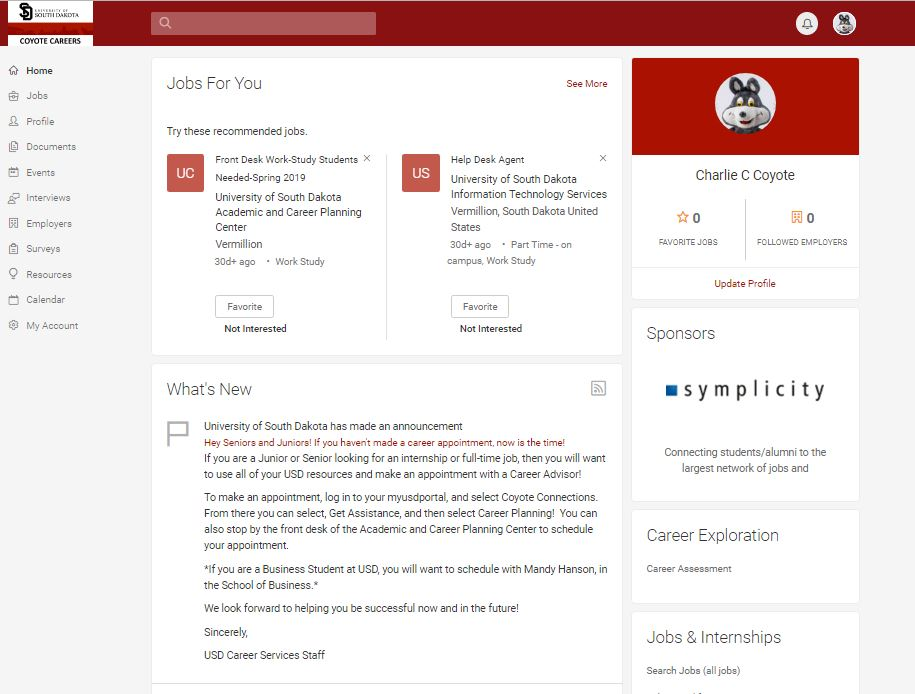 UNIVERSITY OF
SOUTH DAKOTA
COYOTE CAREERS
Home
Jobs
Profile
Documents
Events
Interviews
Employers
Surveys
Resources
Calendar
My Account
Jobs For You
See More
Try these recommended jobs.
UC
Front Desk Work-Study Students
Needed-Spring 2019
University of South Dakota
Academic and Career Planning
Center
Vermillion
30d+ ago • Work Study
Favorite
Not Interested
US
Help Desk Agent
University of South Dakota
Information Technology Services
Vermillion, South Dakota United
States
30d+ ago • Part Time - on
campus, Work Study
Favorite
Not Interested
What's New
University of South Dakota has made an announcement
Hey Seniors and Juniors! If you haven't made a career appointment, now is the time!
If you are a Junior or Senior looking for an internship or full-time job, then you will want
to use all of your USD resources and make an appointment with a Career Advisor!
To make an appointment, log in to your myusdportal, and select Coyote Connections.
From there you can select, Get Assistance, and then select Career Planning! You can
also stop by the front desk of the Academic and Career Planning Center to schedule
your appointment.
*If you are a Business Student at USD, you will want to schedule with Mandy Hanson, in
the School of Business.*
We look forward to helping you be successful now and in the future!
Sincerely,
USD Career Services Staff
Charlie C Coyote
0
FAVORITE JOBS
0
FOLLOWED EMPLOYERS
Update Profile
Sponsors
symplicity
Connecting students/alumni to the
largest network of jobs and
Career Exploration
Career Assessment
Jobs & Internships
Search Jobs (all jobs)